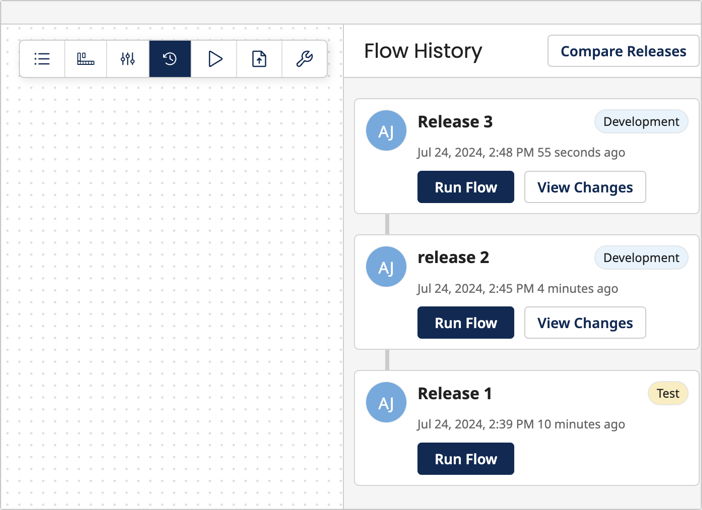 Flow History
Compare Releases
AJ
Release 3
Development
Jul 24, 2024, 2:48 PM 55 seconds ago
Run Flow
View Changes
AJ
release 2
Development
Jul 24, 2024, 2:45 PM 4 minutes ago
Run Flow
View Changes
AJ
Release 1
Test
Jul 24, 2024, 2:39 PM 10 minutes ago
Run Flow